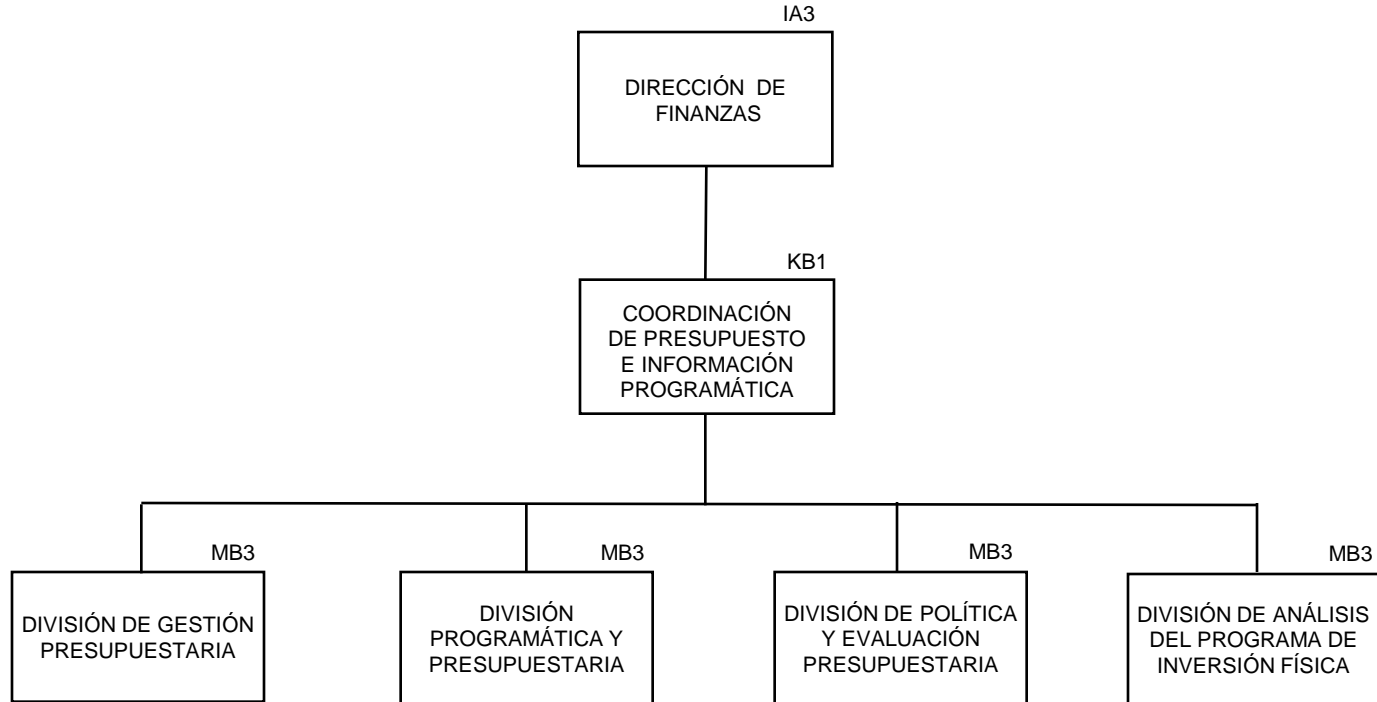 IA3
DIRECCIÓN DE
FINANZAS
KB1
COORDINACIÓN
DE PRESUPUESTO
E INFORMACIÓN
PROGRAMÁTICA
MB3
DIVISIÓN DE GESTIÓN
PRESUPUESTARIA
MB3
DIVISIÓN
PROGRAMÁTICA Y
PRESUPUESTARIA
MB3
DIVISIÓN DE POLÍTICA
Y EVALUACIÓN
PRESUPUESTARIA
MB3
DIVISIÓN DE ANÁLISIS
DEL PROGRAMA DE
INVERSIÓN FÍSICA